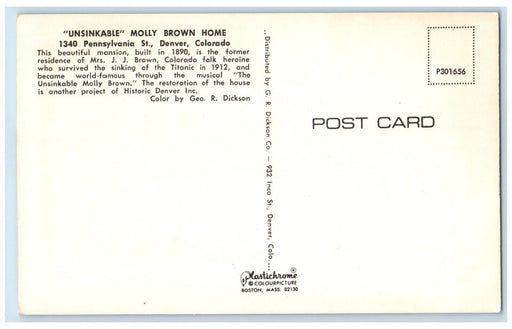 "UNSINKABLE" MOLLY BROWN HOME
1340 Pennsylvania St., Denver, Colorado
This beautiful mansion, built in 1890, is the former
residence of Mrs. J. J. Brown, Colorado folk heroine
who survived the sinking of the Titanic in 1912, and
became world-famous through the musical "The
Unsinkable Molly Brown." The restoration of the house
is another project of Historic Denver Inc.
Color by Geo. R. Dickson
..Distributed by G. R. Dickson Co. — 932 Inca St., Denver, Colo....
Plastichrome®
© COLOURPICTURE
BOSTON, MASS. 02130
P301656
POST CARD